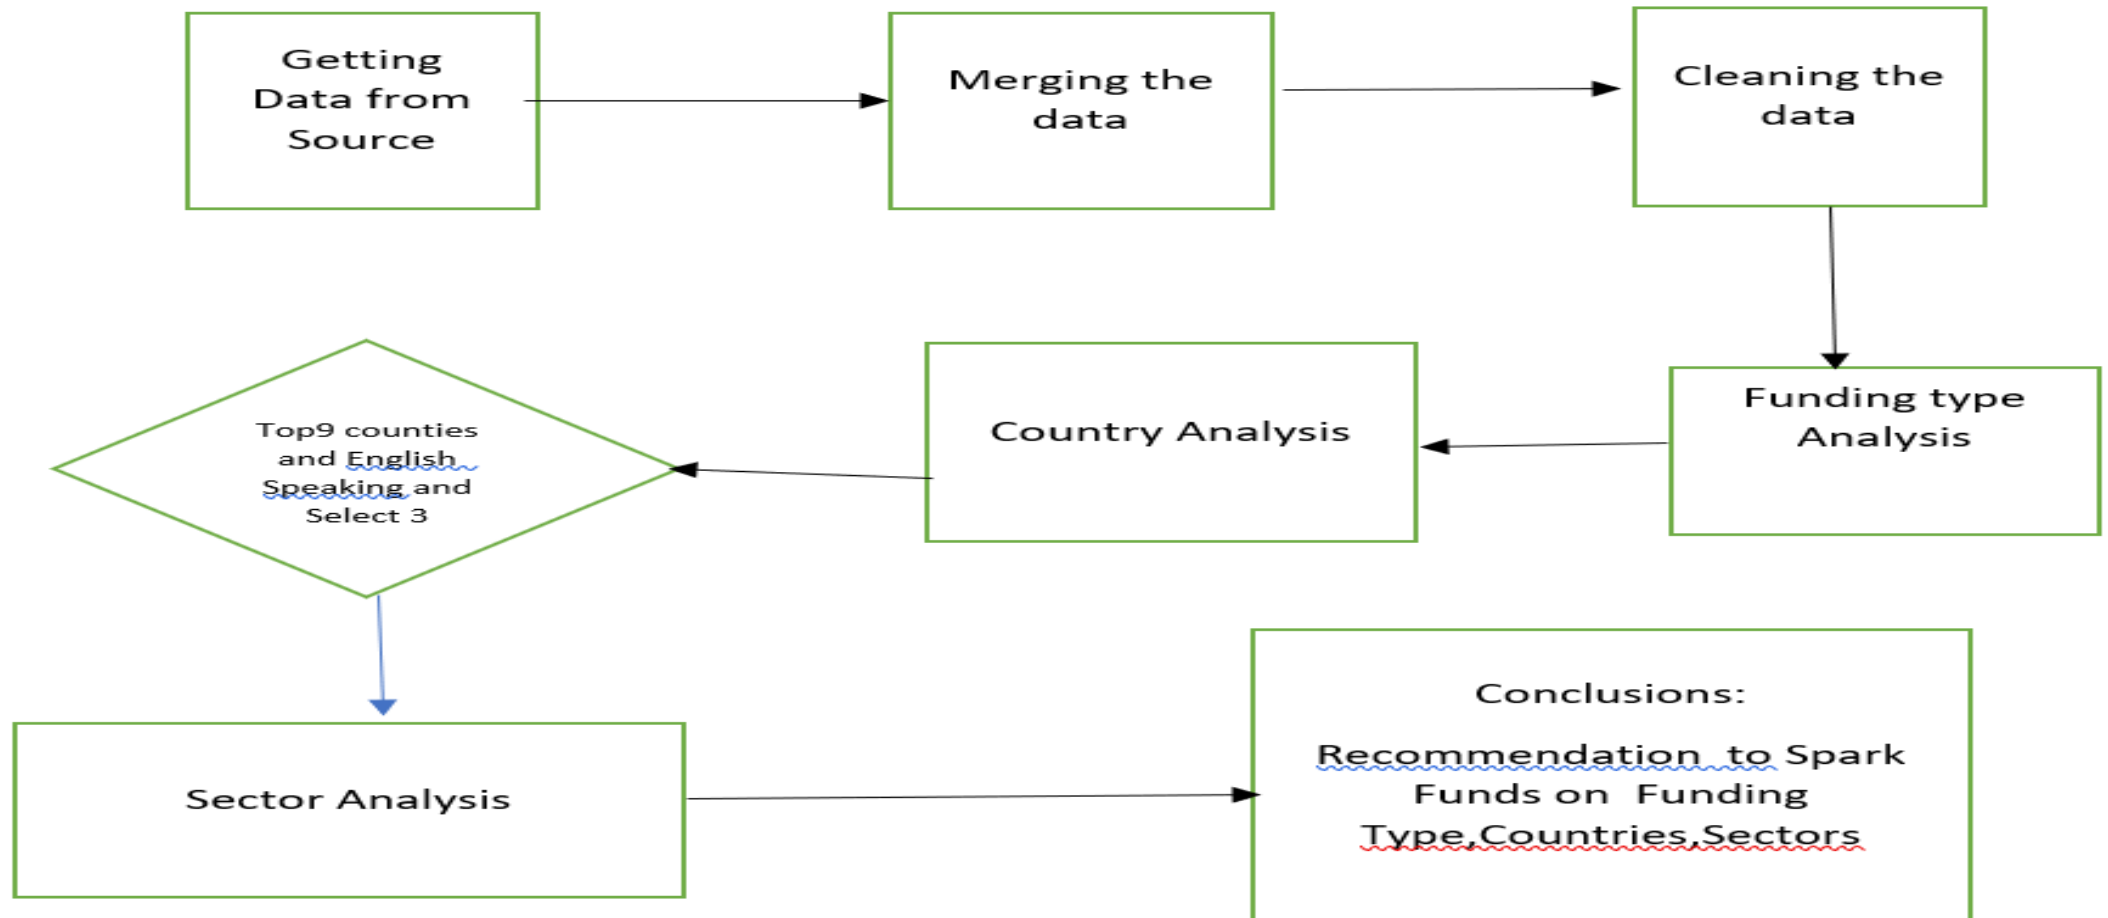 Getting
Data from
Source
Merging the
data
Cleaning the
data
Funding type
Analysis
Country Analysis
Top9 counties
and English
Speaking and
Select 3
Sector Analysis
Conclusions:
Recommendation  to Spark
Funds on  Funding
Type,Countries,Sectors